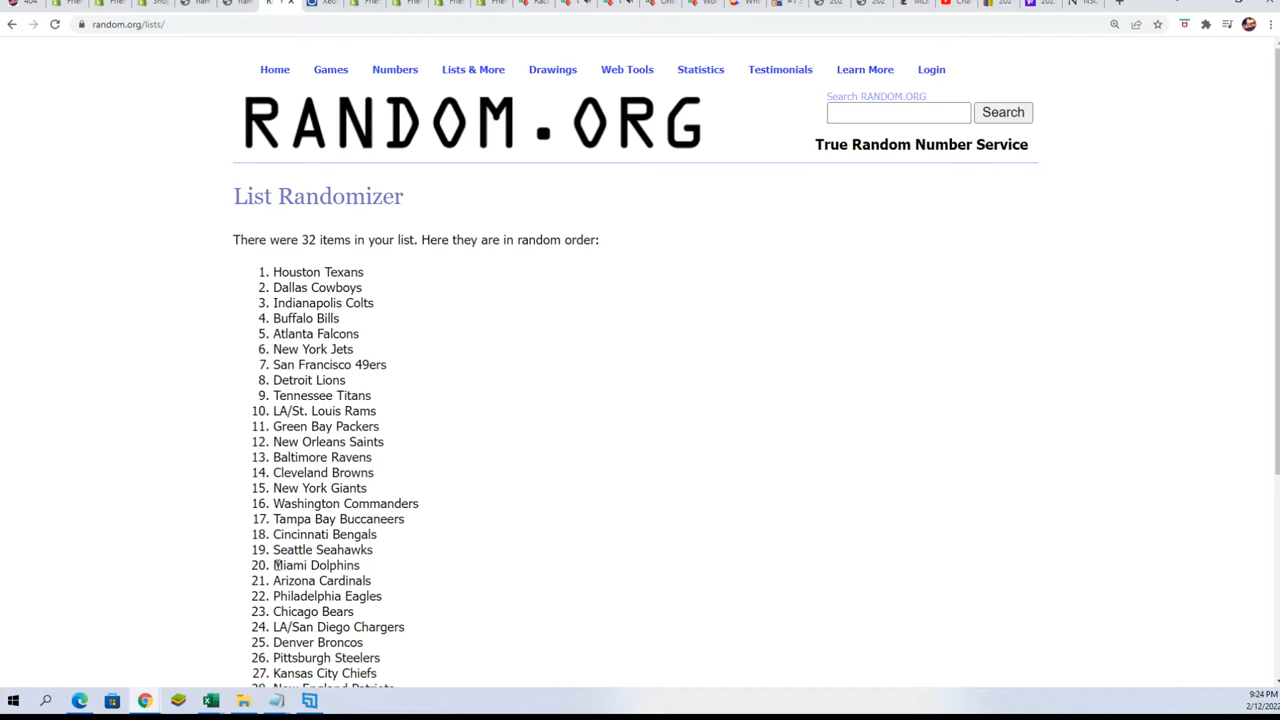 random.org/lists/
Home Games Numbers Lists & More Drawings Web Tools Statistics Testimonials Learn More Login
RANDOM.ORG
Search RANDOM.ORG
Search
True Random Number Service
List Randomizer
There were 32 items in your list. Here they are in random order:
1. Houston Texans
2. Dallas Cowboys
3. Indianapolis Colts
4. Buffalo Bills
5. Atlanta Falcons
6. New York Jets
7. San Francisco 49ers
8. Detroit Lions
9. Tennessee Titans
10. LA/St. Louis Rams
11. Green Bay Packers
12. New Orleans Saints
13. Baltimore Ravens
14. Cleveland Browns
15. New York Giants
16. Washington Commanders
17. Tampa Bay Buccaneers
18. Cincinnati Bengals
19. Seattle Seahawks
20. Miami Dolphins
21. Arizona Cardinals
22. Philadelphia Eagles
23. Chicago Bears
24. LA/San Diego Chargers
25. Denver Broncos
26. Pittsburgh Steelers
27. Kansas City Chiefs
28. New England Patriots
9:24 PM